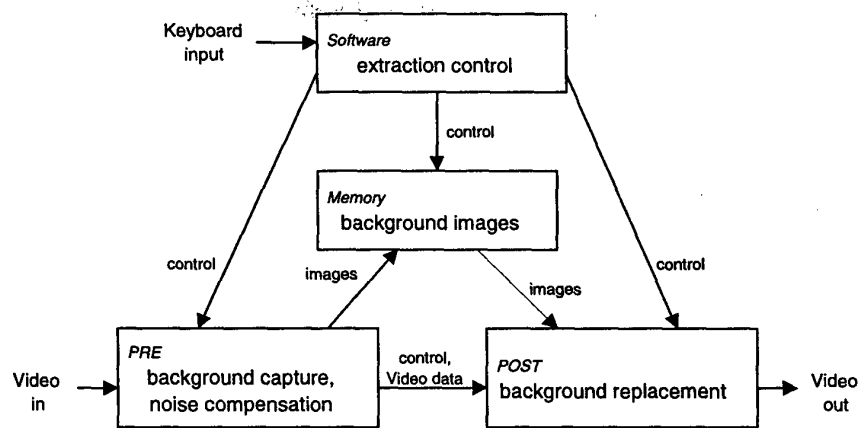 Keyboard
input
Software
extraction control
control
Memory
background images
control
images
images
control
Video
in
PRE
background capture,
noise compensation
control,
Video data
POST
background replacement
Video
out